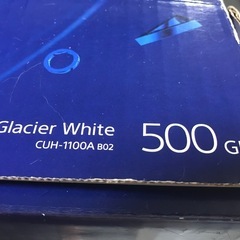 Glacier White
CUH-1100A B02
500 G